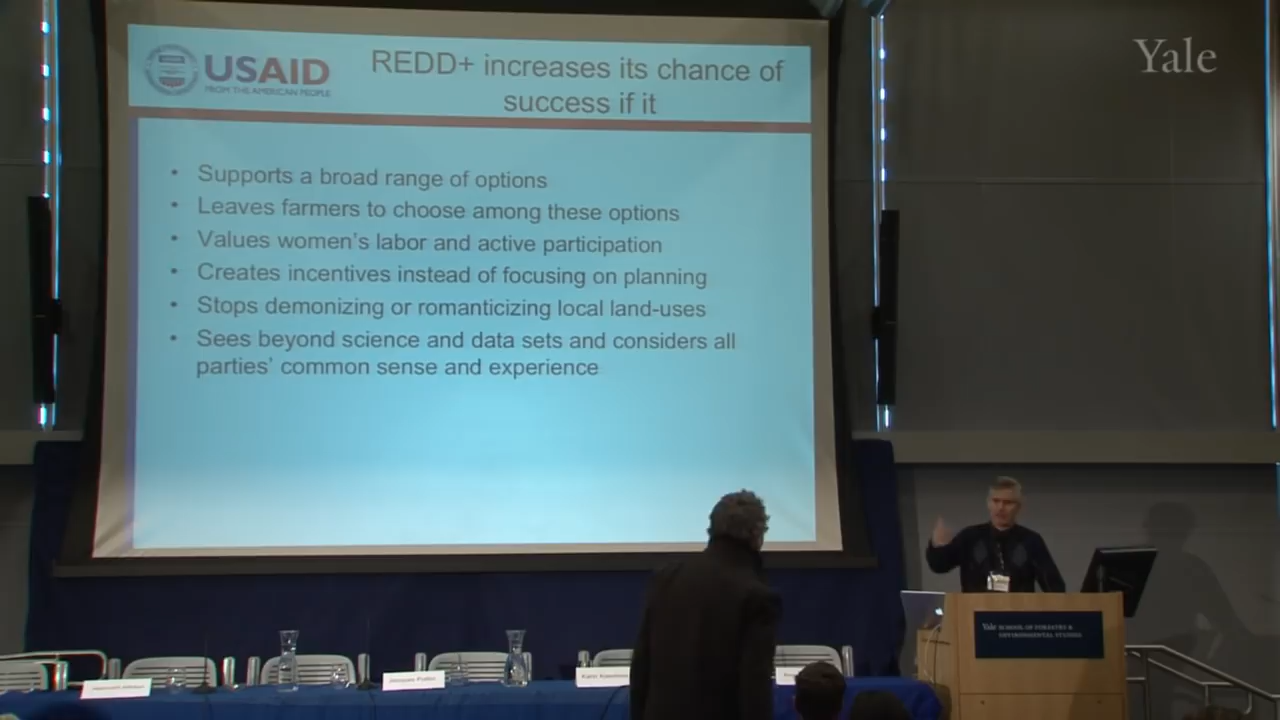 Yale
USAID
FROM THE AMERICAN PEOPLE
REDD+ increases its chance of
success if it
• Supports a broad range of options
• Leaves farmers to choose among these options
• Values women's labor and active participation
• Creates incentives instead of focusing on planning
• Stops demonizing or romanticizing local land-uses
• Sees beyond science and data sets and considers all
parties' common sense and experience
Yale SCHOOL OF FORESTRY &
ENVIRONMENTAL STUDIES